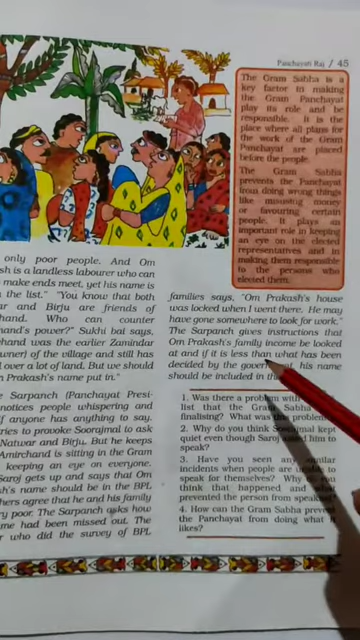 Panchayati Raj / 45
The Gram Sabha is a
key factor in making
the Gram Panchayat
play its role and be
responsible. It is the
place where all plans for
the work of the Gram
Panchayat are placed
before the people.
The Gram Sabha
prevents the Panchayat
from doing wrong things
like misusing money
or favouring certain
people. It plays an
important role in keeping
an eye on the elected
representatives and in
making them responsible
to the persons who
elected them.
only poor people. And Om
sh is a landless labourer who can
make ends meet, yet his name is
n the list." "You know that both
ar and Birju are friends of
hand. Who can counter
hand's power?" Sukhi bai says,
hand was the earlier Zamindar
wner) of the village and still has
l over a lot of land. But we should
n Prakash's name put in."
e Sarpanch (Panchayat Presi-
notices people whispering and
if anyone has anything to say.
ries to provoke Soorajmal to ask
Natwar and Birju. But he keeps
Amirchand is sitting in the Gram
keeping an eye on everyone.
Saroj gets up and says that Om
sh's name should be in the BPL
hers agree that he and his family
ry poor. The Sarpanch asks how
me had been missed out. The
r who did the survey of BPL
families says, "Om Prakash's house
was locked when I went there. He may
have gone somewhere to look for work."
The Sarpanch gives instructions that
Om Prakash's family income be looked
at and if it is less than what has been
decided by the gover his name
should be included in th
1. Was there a problem with
list that the Gram Sabha
finalising? What was problem
2. Why do you think Soorajmal kept
quiet even though Saroj him to
speak?
3. Have you seen any similar
incidents when people are to
speak for themselves? Why
think that happened and what
prevented the person from speak
4. How can the Gram Sabha preve
the Panchayat from doing what
likes?